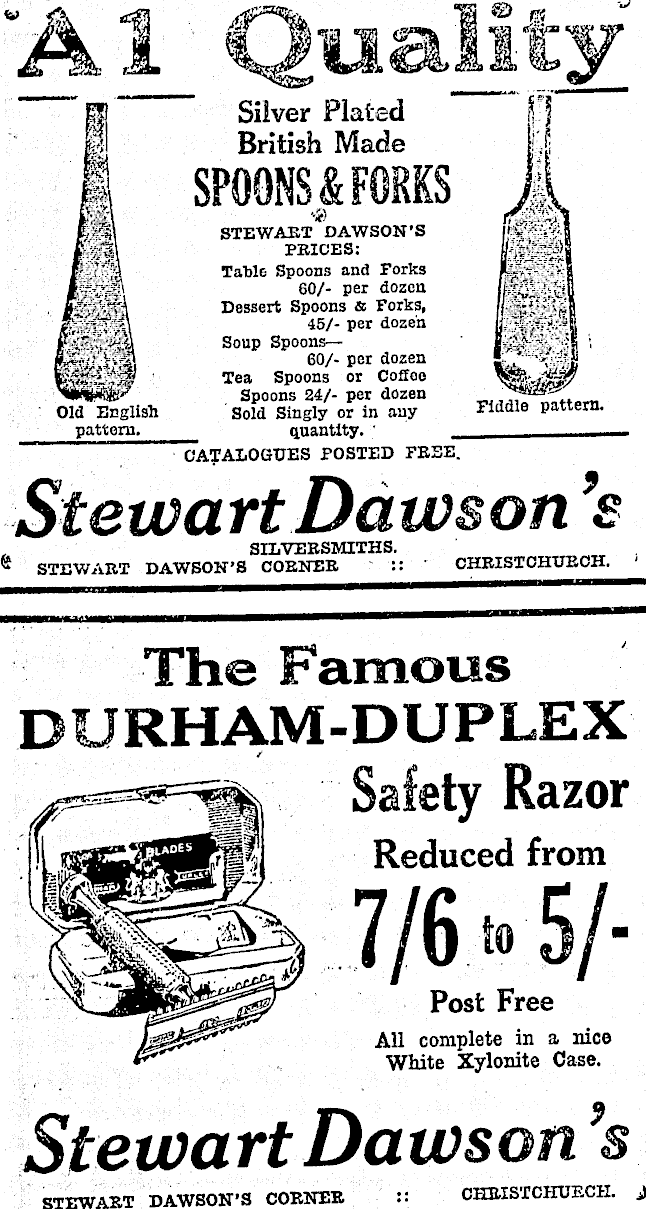 'A1 Quality'
Silver Plated
British Made
SPOONS & FORKS
STEWART DAWSON'S
PRICES:
Table Spoons and Forks
60/- per dozen
Dessert Spoons & Forks,
45/- per dozen
Soup Spoons—
60/- per dozen
Tea Spoons or Coffee
Spoons 24/- per dozen
Sold Singly or in any
quantity.
Old English
pattern.
Fiddle pattern.
CATALOGUES POSTED FREE.
Stewart Dawson's
SILVERSMITHS.
STEWART DAWSON'S CORNER :: CHRISTCHURCH.
The Famous
DURHAM-DUPLEX
Safety Razor
BLADES
Reduced from
7/6 to 5/-
Post Free
All complete in a nice
White Xylonite Case.
Stewart Dawson's
STEWART DAWSON'S CORNER :: CHRISTCHURCH.